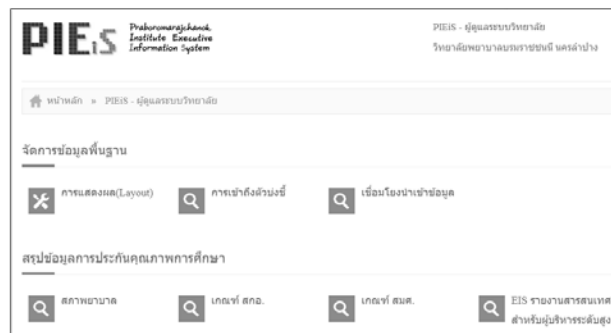 PIEiS
Praboromarajchanok
Institute Executive
Information System
PIEiS - ผู้ดูแลระบบวิทยาลัย
วิทยาลัยพยาบาลบรมราชชนนี นครลำปาง
หน้าหลัก » PIEiS - ผู้ดูแลระบบวิทยาลัย
จัดการข้อมูลพื้นฐาน
การแสดงผล(Layout)
การเข้าถึงตัวบ่งชี้
เชื่อมโยงนำเข้าข้อมูล
สรุปข้อมูลการประกันคุณภาพการศึกษา
สภาพยาบาล
เกณฑ์ สกอ.
เกณฑ์ สมศ.
EIS รายงานสารสนเทศ
สำหรับผู้บริหารระดับสูง